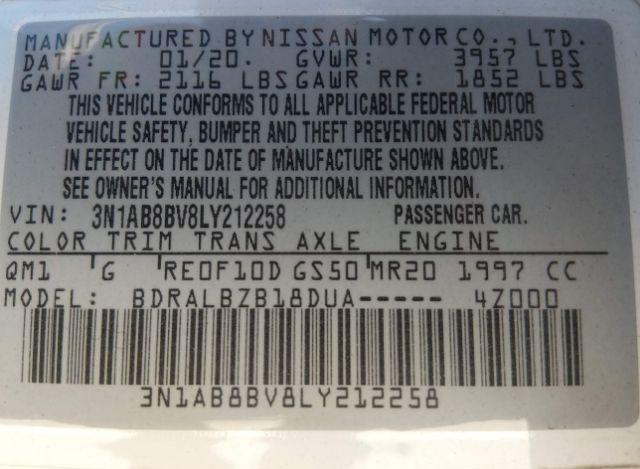 MANUFACTURED BY NISSAN MOTOR CO., LTD.
DATE: 01/20. GVWR: 3957 LBS
GAWR FR: 2116 LBS GAWR RR: 1852 LBS
THIS VEHICLE CONFORMS TO ALL APPLICABLE FEDERAL MOTOR
VEHICLE SAFETY, BUMPER AND THEFT PREVENTION STANDARDS
IN EFFECT ON THE DATE OF MANUFACTURE SHOWN ABOVE.
SEE OWNER'S MANUAL FOR ADDITIONAL INFORMATION.
VIN: 3N1AB8BV8LY212258 PASSENGER CAR.
COLOR TRIM TRANS AXLE ENGINE
QM1 G RE0F10D GS50 MR20 1997 CC
MODEL: BDRALBZB18DUA----- 4Z000
3N1AB8BV8LY212258